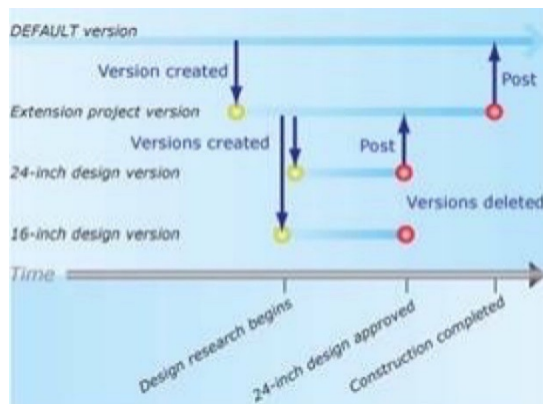 DEFAULT version
Version created
Post
Extension project version
Versions created
Post
24-inch design version
Versions deleted
16-inch design version
Time
Design research begins
24-inch design approved
Construction completed